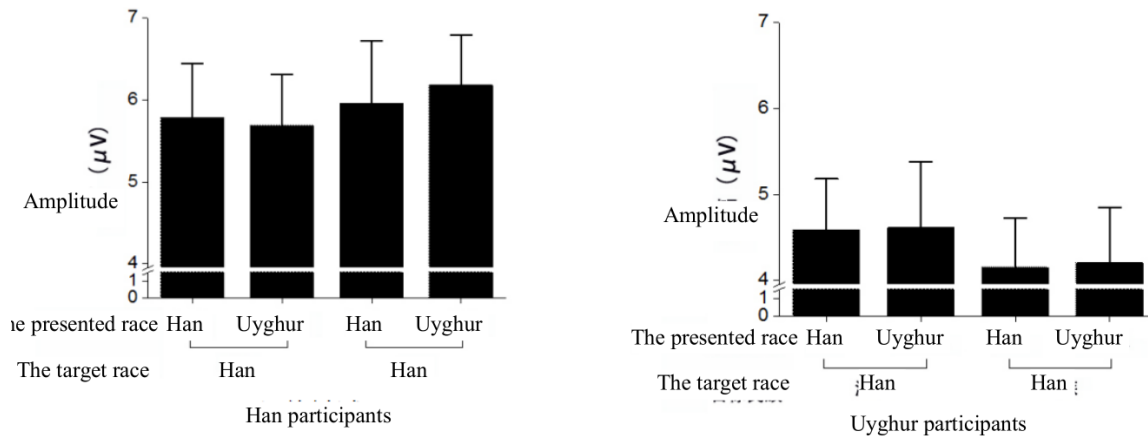 7
6
5
4
1
0
(μV)
Amplitude
he presented race Han Uyghur Han Uyghur
The target race Han Han
Han participants
7
6
5
4
1
0
(μV)
Amplitude
The presented race Han Uyghur Han Uyghur
The target race Han Han
Uyghur participants